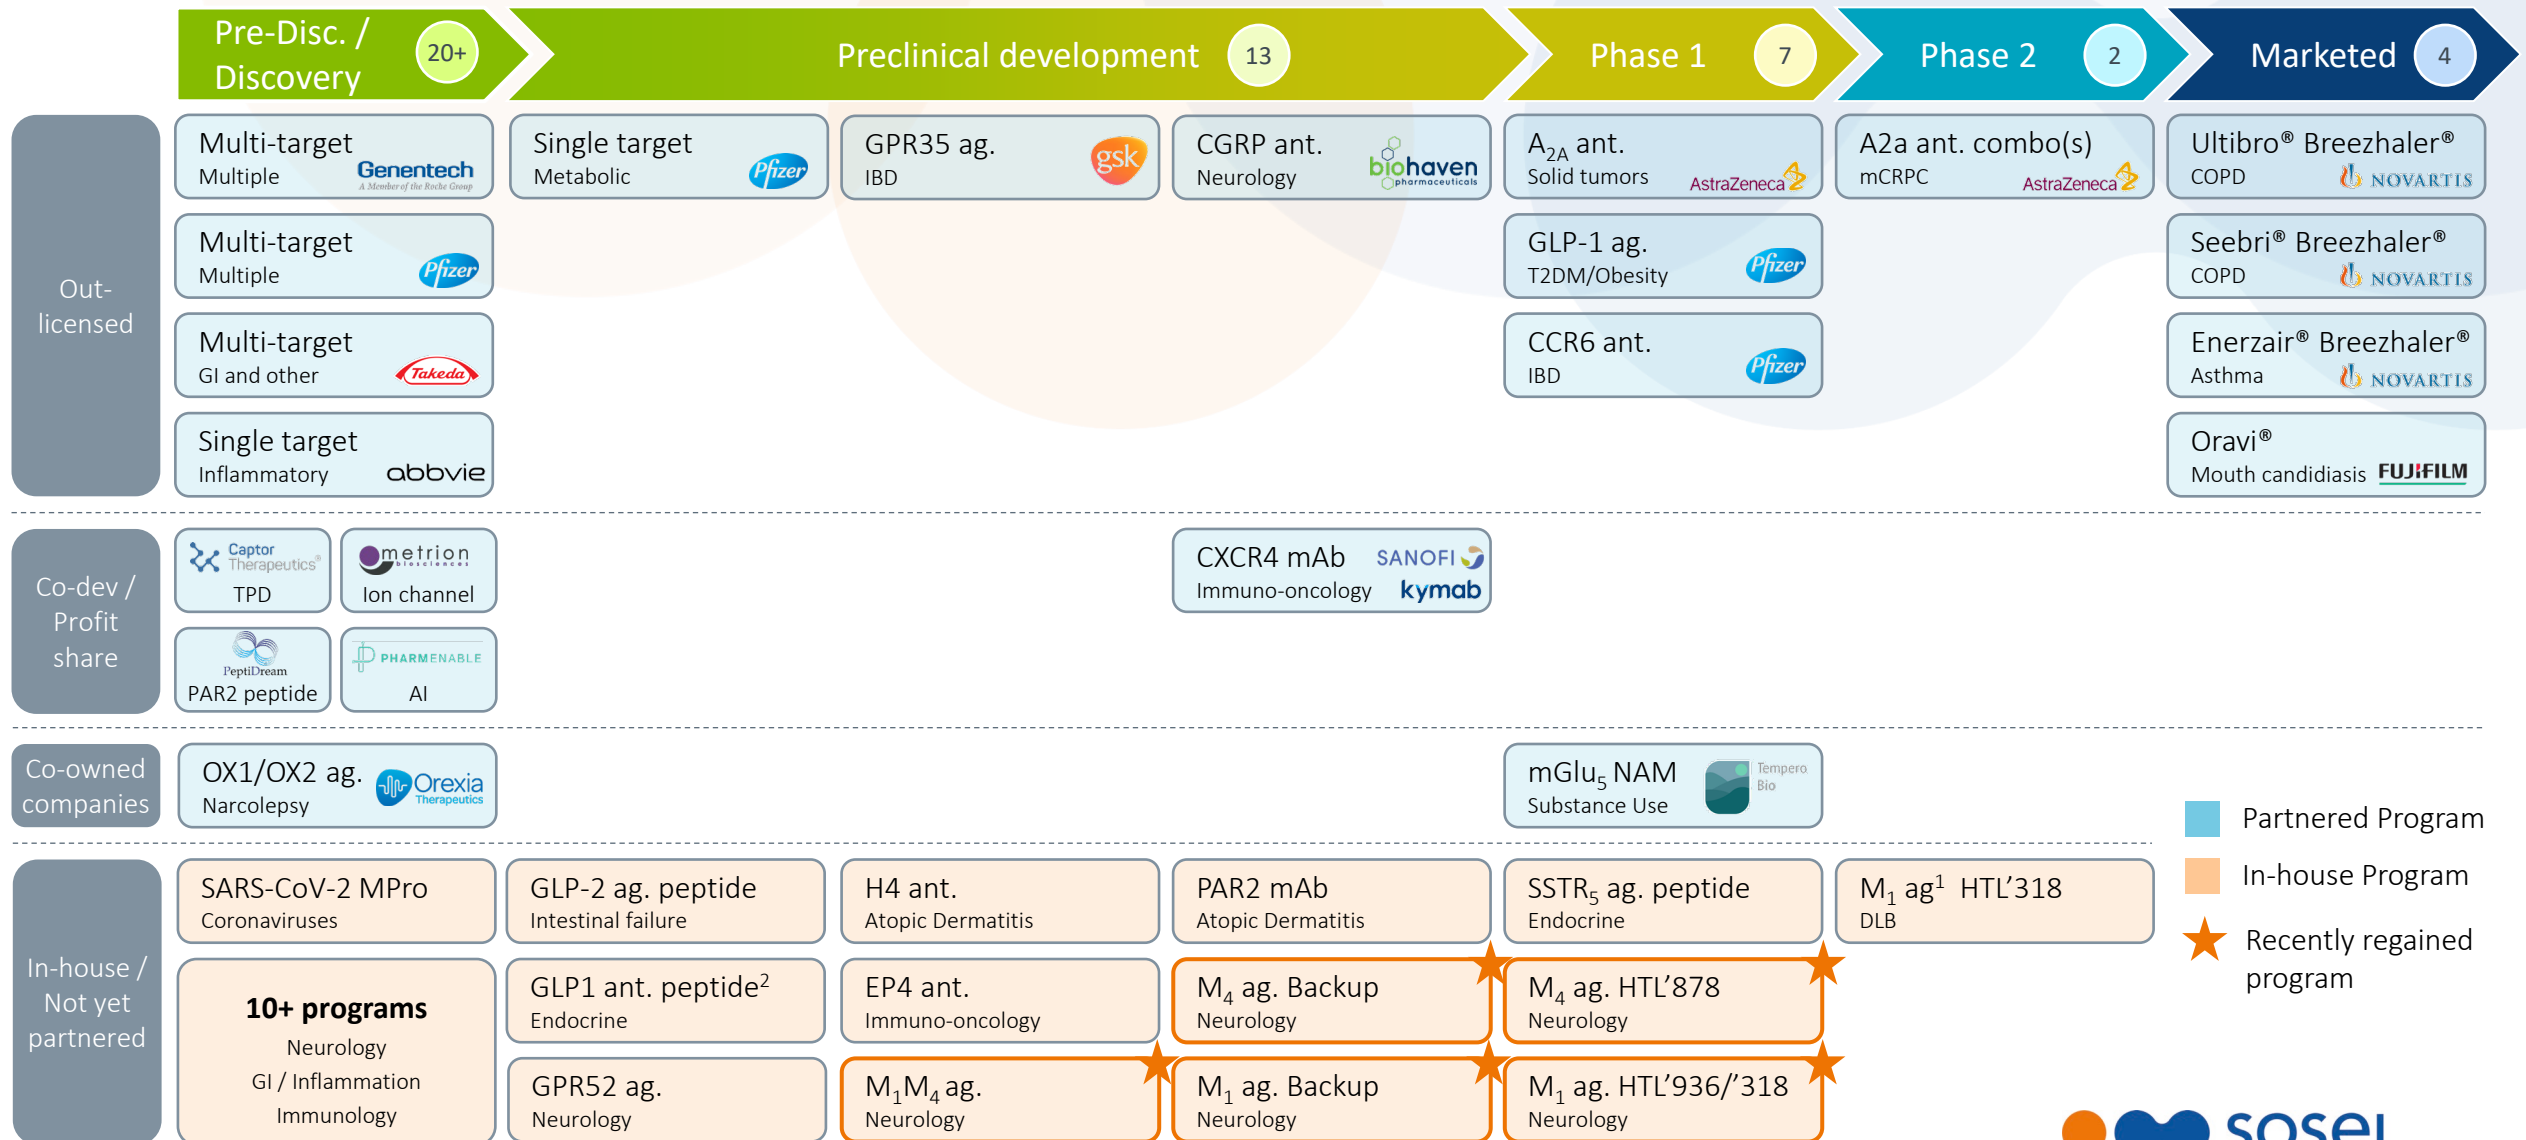 Pre-Disc. /
Discovery
20+
Preclinical development
13
Phase 1
7
Phase 2
2
Marketed
4
Out-
licensed
Multi-target
Multiple
Genentech
A Member of the Roche Group
Single target
Metabolic
Pfizer
GPR35 ag.
IBD
gsk
CGRP ant.
Neurology
biohaven
pharmaceuticals
A2A ant.
Solid tumors
AstraZeneca
A2a ant. combo(s)
mCRPC
AstraZeneca
Ultibro® Breezhaler®
COPD
NOVARTIS
Multi-target
Multiple
Pfizer
GLP-1 ag.
T2DM/Obesity
Pfizer
Seebri® Breezhaler®
COPD
NOVARTIS
Multi-target
GI and other
Takeda
CCR6 ant.
IBD
Pfizer
Enerzair® Breezhaler®
Asthma
NOVARTIS
Single target
Inflammatory
abbvie
Oravi®
Mouth candidiasis
FUJIFILM
Co-dev /
Profit
share
Captor
Therapeutics®
TPD
metrion
biosciences
Ion channel
CXCR4 mAb
Immuno-oncology
SANOFI
kymab
PeptiDream
PAR2 peptide
PHARMENABLE
AI
Co-owned
companies
OX1/OX2 ag.
Narcolepsy
Orexia
Therapeutics
mGlu5 NAM
Substance Use
Tempero
Bio
Partnered Program
In-house Program
Recently regained
program
In-house /
Not yet
partnered
SARS-CoV-2 MPro
Coronaviruses
GLP-2 ag. peptide
Intestinal failure
H4 ant.
Atopic Dermatitis
PAR2 mAb
Atopic Dermatitis
SSTR5 ag. peptide
Endocrine
M1 ag1 HTL’318
DLB
10+ programs
Neurology
GI / Inflammation
Immunology
GLP1 ant. peptide2
Endocrine
EP4 ant.
Immuno-oncology
M4 ag. Backup
Neurology
M4 ag. HTL’878
Neurology
GPR52 ag.
Neurology
M1M4 ag.
Neurology
M1 ag. Backup
Neurology
M1 ag. HTL’936/’318
Neurology
sosei